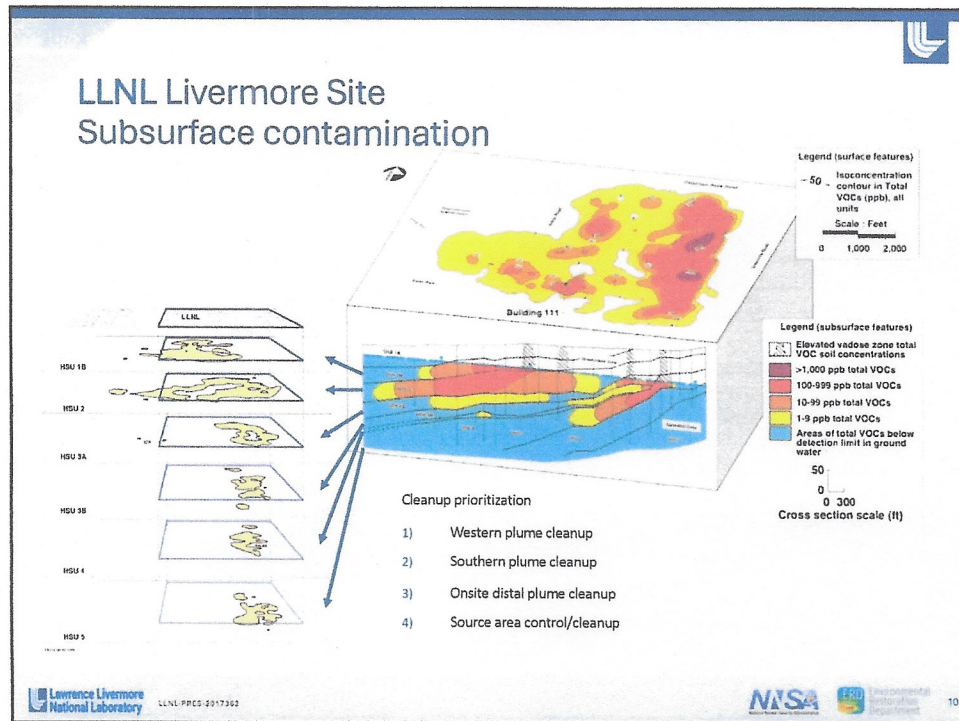 LLNL Livermore Site
Subsurface contamination
Legend (surface features)
- 50 - Isoconcentration
contour in Total
VOCs (ppb), all
units
Scale : Feet
0 1,000 2,000
Building 111
LLNL
HSU 1B
HSU 2
HSU 3A
HSU 3B
HSU 4
HSU 5
Legend (subsurface features)
Elevated vadose zone total
VOC soil concentrations
>1,000 ppb total VOCs
100-999 ppb total VOCs
10-99 ppb total VOCs
1-9 ppb total VOCs
Areas of total VOCs below
detection limit in ground
water
50
0
0 300
Cross section scale (ft)
Cleanup prioritization
1) Western plume cleanup
2) Southern plume cleanup
3) Onsite distal plume cleanup
4) Source area control/cleanup
Lawrence Livermore
National Laboratory
LLNL-PRES-2017362
NNSA
National Nuclear Security Administration
ERD
Environmental
Restoration
Department
10